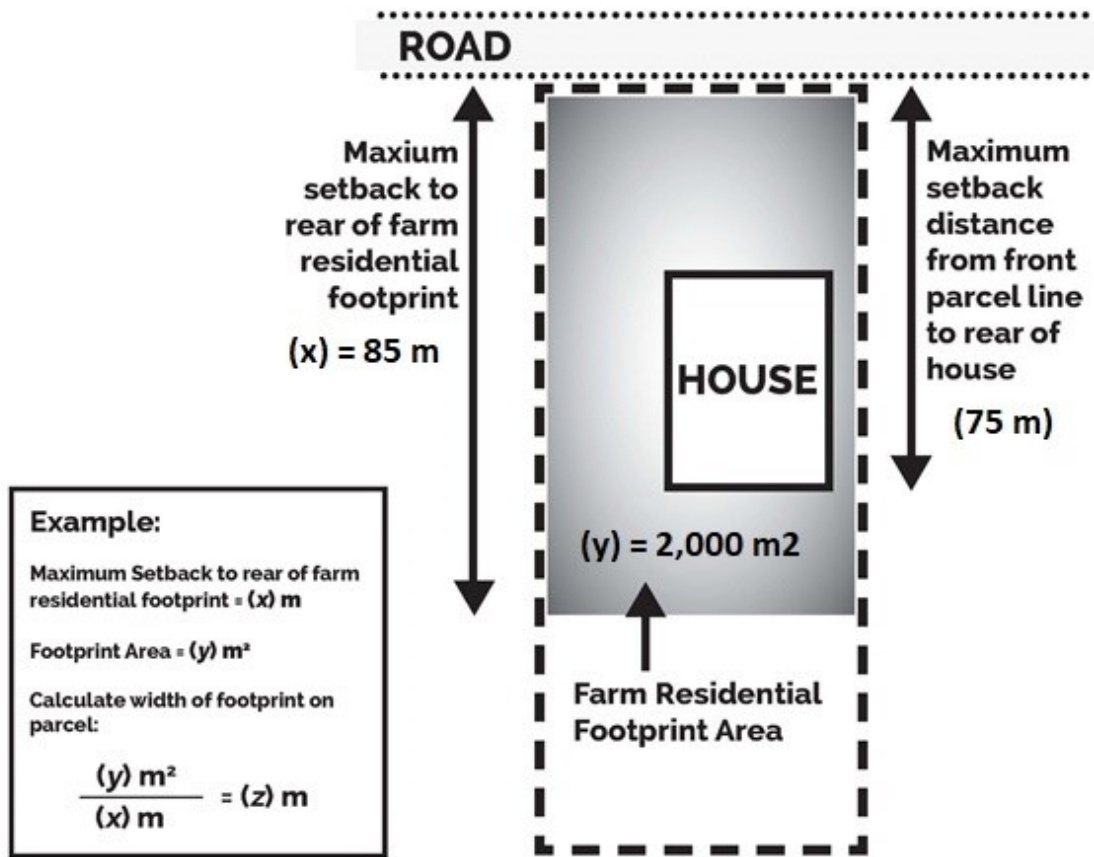 ROAD
Maxium
setback to
rear of farm
residential
footprint
(x) = 85 m
Maximum
setback
distance
from front
parcel line
to rear of
house
(75 m)
HOUSE
(y) = 2,000 m2
Farm Residential
Footprint Area
Example:
Maximum Setback to rear of farm
residential footprint = (x) m
Footprint Area = (y) m²
Calculate width of footprint on
parcel:
(y) m²
(x) m
= (z) m